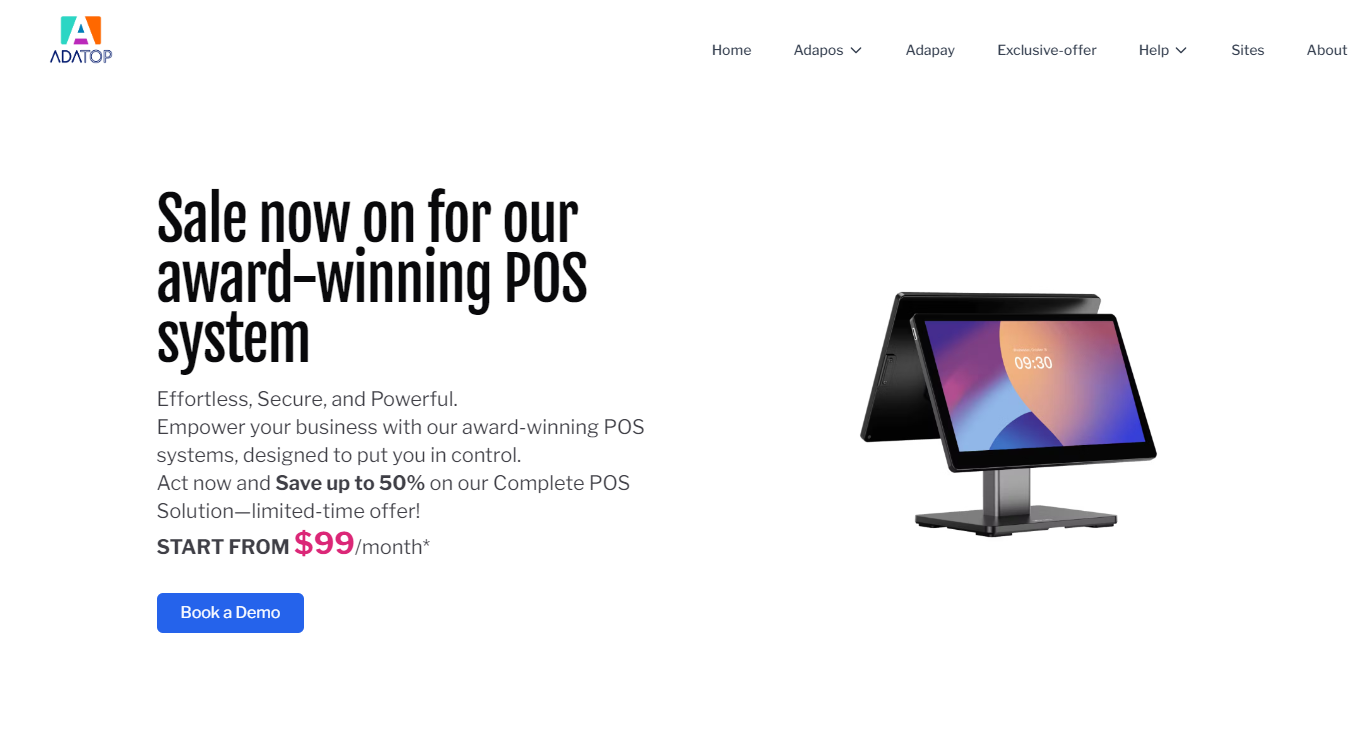 ADATOP
Home Adapos Adapay Exclusive-offer Help Sites About
Sale now on for our
award-winning POS
system
Effortless, Secure, and Powerful.
Empower your business with our award-winning POS
systems, designed to put you in control.
Act now and Save up to 50% on our Complete POS
Solution—limited-time offer!
START FROM $99/month*
Book a Demo
09:30